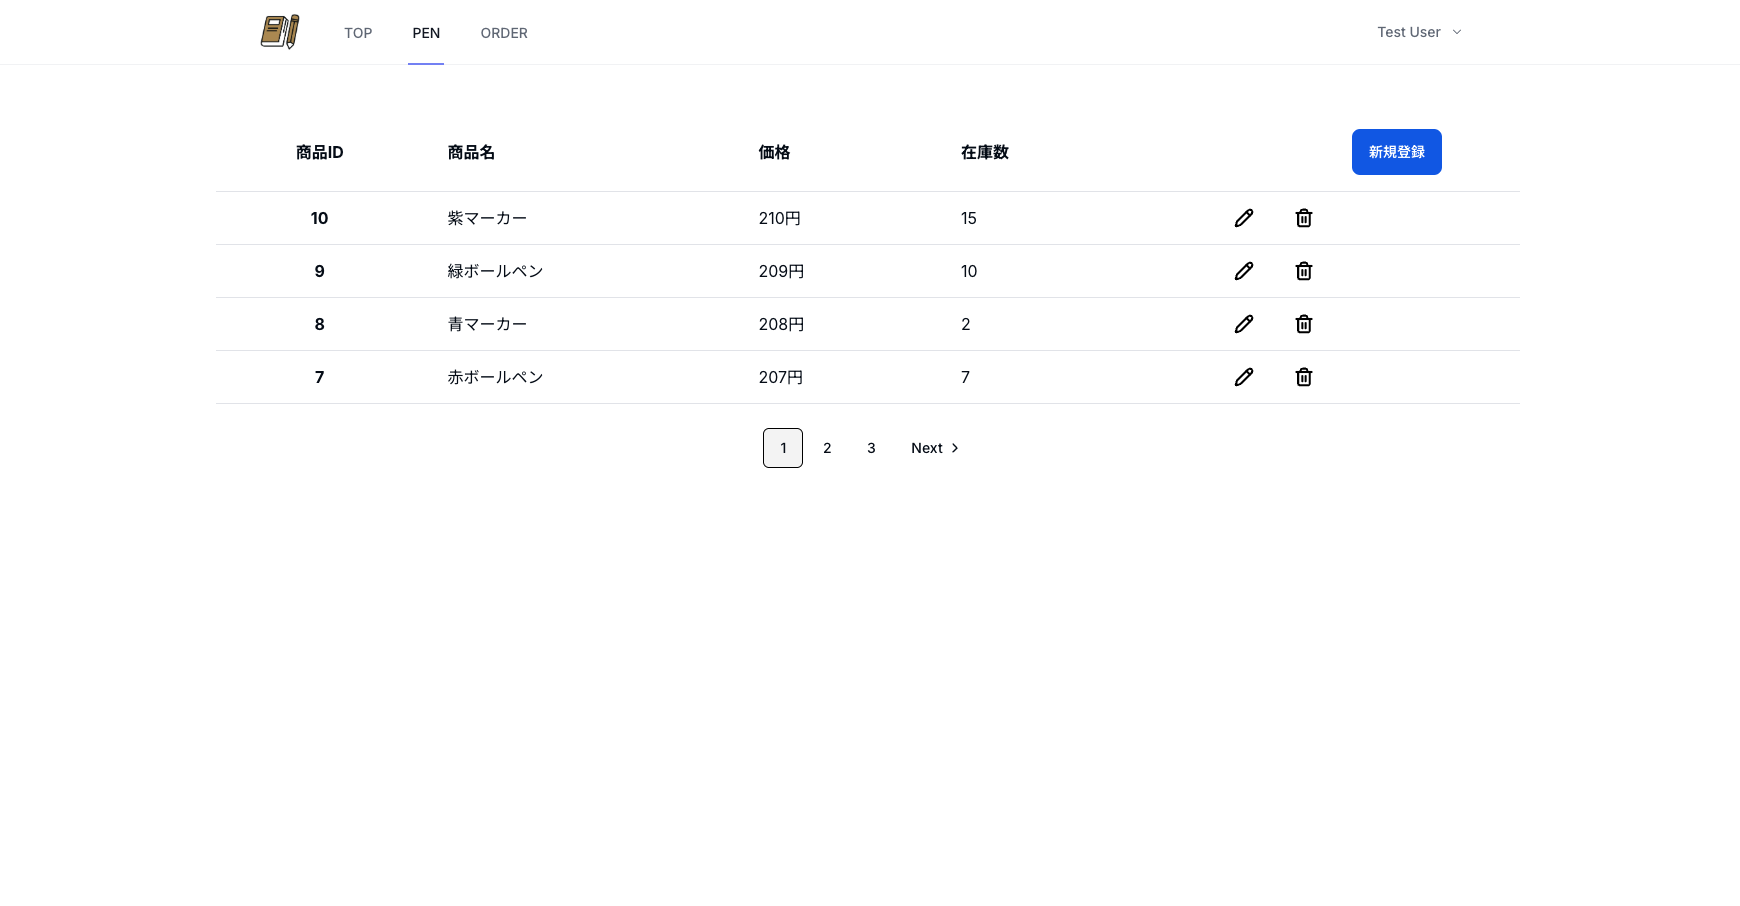 TOP PEN ORDER Test User
商品ID 商品名 価格 在庫数 新規登録
10 紫マーカー 210円 15
9 緑ボールペン 209円 10
8 青マーカー 208円 2
7 赤ボールペン 207円 7
1 2 3 Next